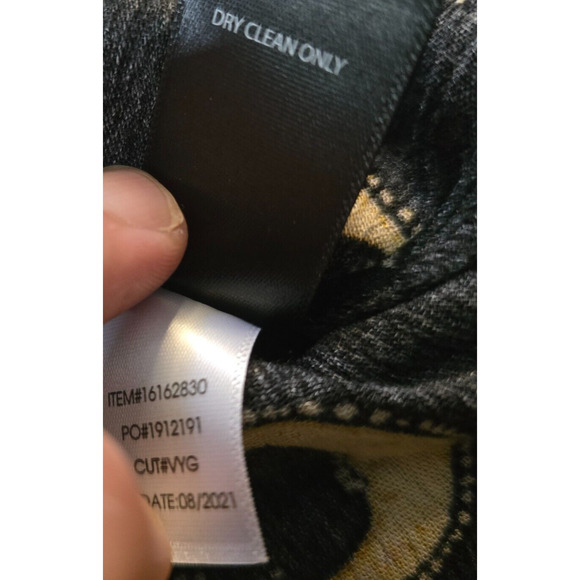 DRY CLEAN ONLY
ITEM#16162830
PO#1912191
CUT#VYG
DATE:08/2021